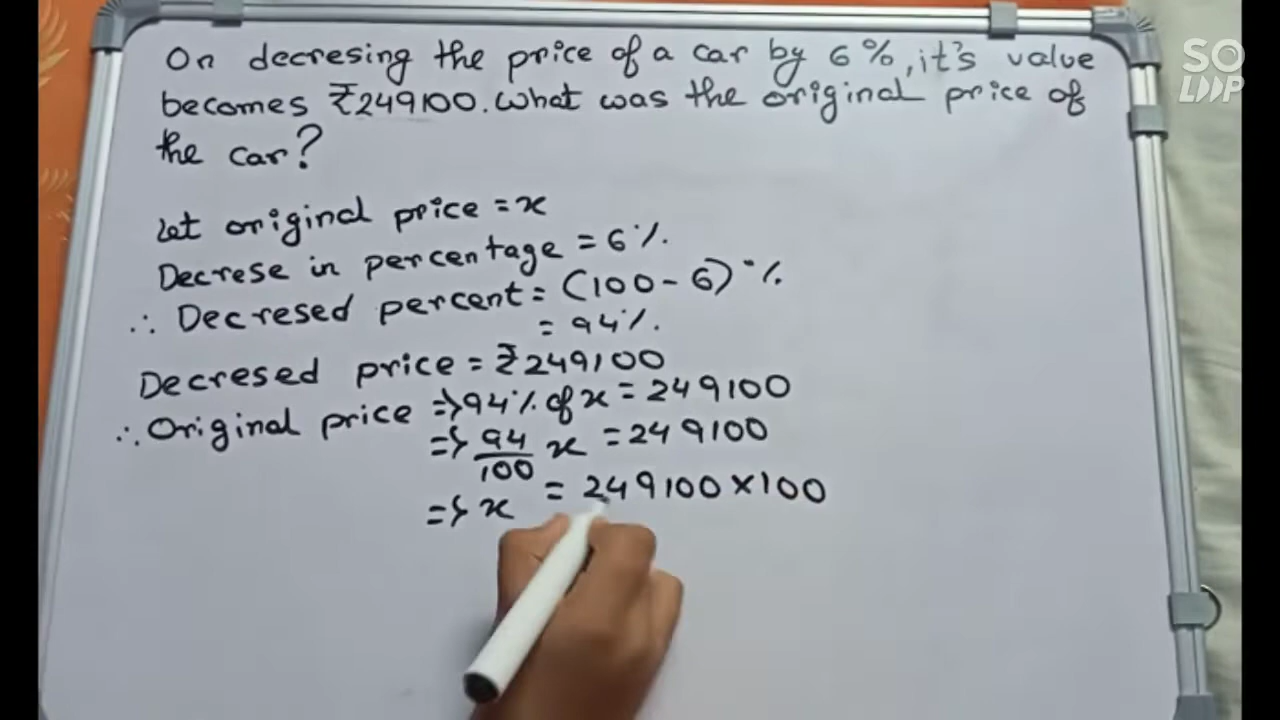 On decresing the price of a car by 6%, it's value
becomes ₹249100. What was the original price of
the car?
Let original price = x
Decrese in percentage = 6%
∴ Decresed percent = (100 - 6)%
= 94%
Decresed price = ₹249100
∴ Original price => 94% of x = 249100
=> 94/100 x = 249100
=> x = 249100 × 100
SO
LOOP